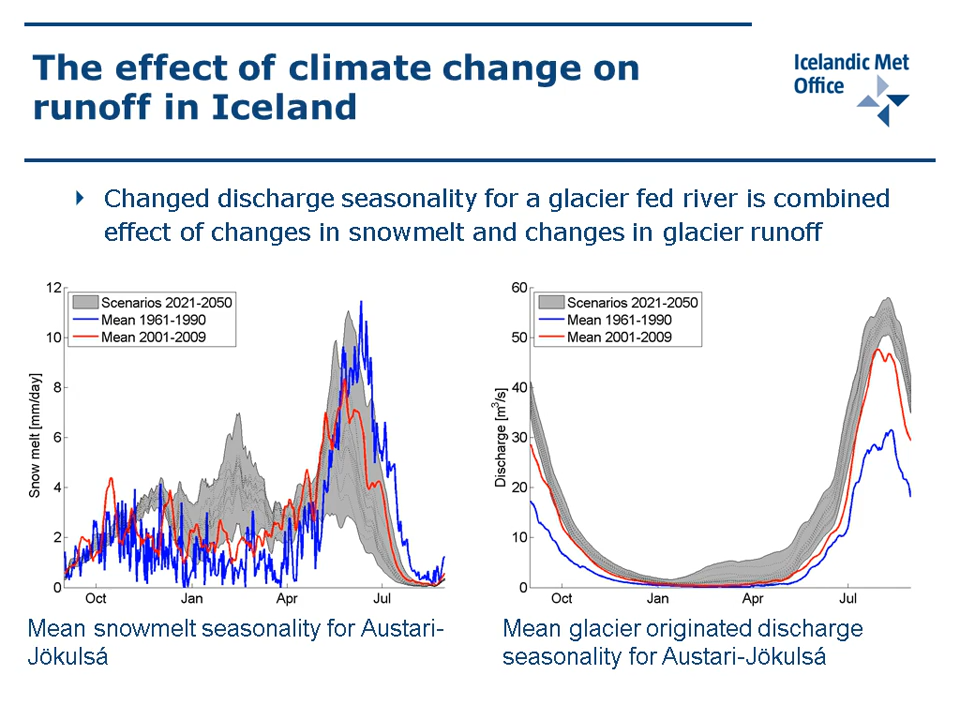 The effect of climate change on
runoff in Iceland
Icelandic Met
Office
Changed discharge seasonality for a glacier fed river is combined
effect of changes in snowmelt and changes in glacier runoff
Snow melt [mm/day]
12
10
8
6
4
2
0
Scenarios 2021-2050
Mean 1961-1990
Mean 2001-2009
Oct Jan Apr Jul
Mean snowmelt seasonality for Austari-
Jökulsá
Discharge [m³/s]
60
50
40
30
20
10
0
Scenarios 2021-2050
Mean 1961-1990
Mean 2001-2009
Oct Jan Apr Jul
Mean glacier originated discharge
seasonality for Austari-Jökulsá